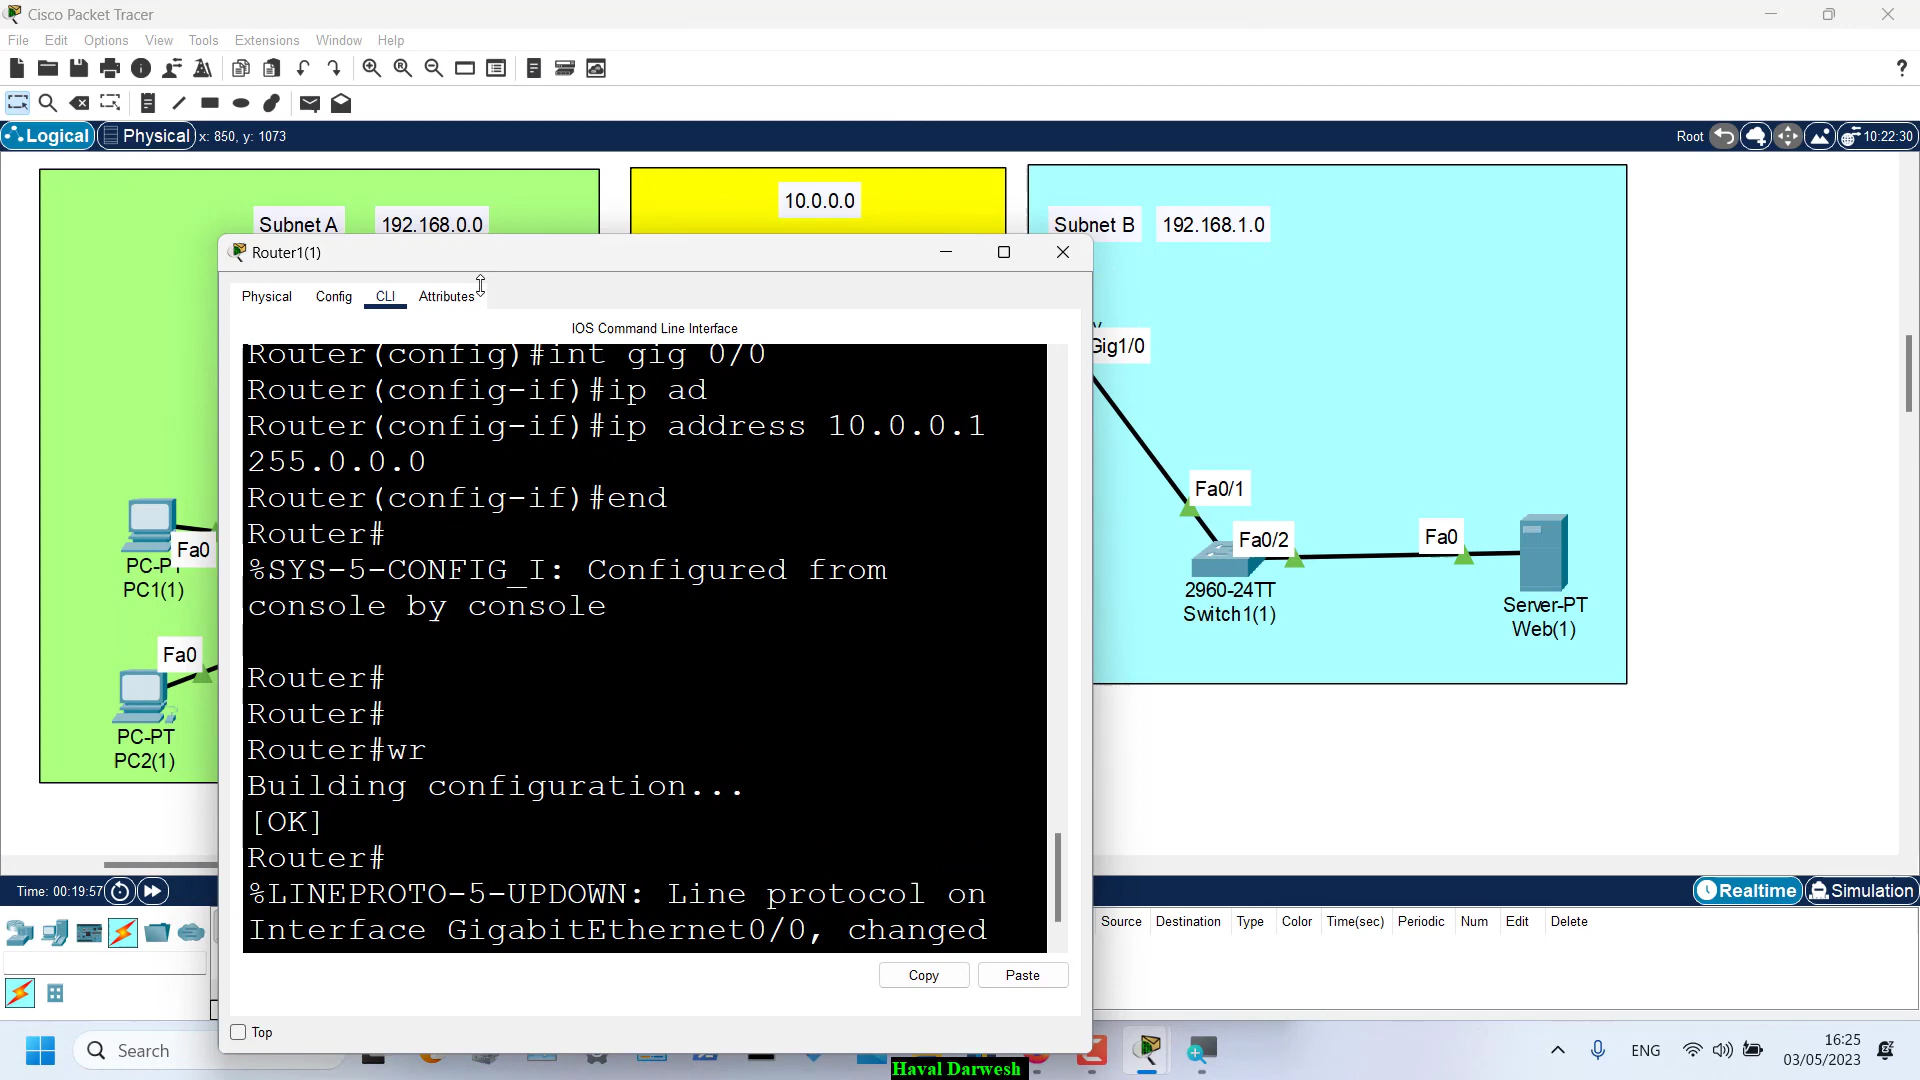 Cisco Packet Tracer
File Edit Options View Tools Extensions Window Help
?
Logical Physical x: 850, y: 1073
Root 10:22:30
10.0.0.0
Subnet A 192.168.0.0
Subnet B 192.168.1.0
Router1(1)
Physical Config CLI Attributes
IOS Command Line Interface
Router(config)#int gig 0/0
Router(config-if)#ip ad
Router(config-if)#ip address 10.0.0.1
255.0.0.0
Router(config-if)#end
Router#
%SYS-5-CONFIG_I: Configured from
console by console
Router#
Router#
Router#wr
Building configuration...
[OK]
Router#
%LINEPROTO-5-UPDOWN: Line protocol on
Interface GigabitEthernet0/0, changed
Copy Paste
Top
Gig1/0
Fa0/1
Fa0/2
Fa0
2960-24TT
Switch1(1)
Server-PT
Web(1)
Fa0
PC-PT
PC1(1)
Fa0
PC-PT
PC2(1)
Time: 00:19:57
Realtime Simulation
Source Destination Type Color Time(sec) Periodic Num Edit Delete
Search
Haval Darwesh
ENG
16:25
03/05/2023